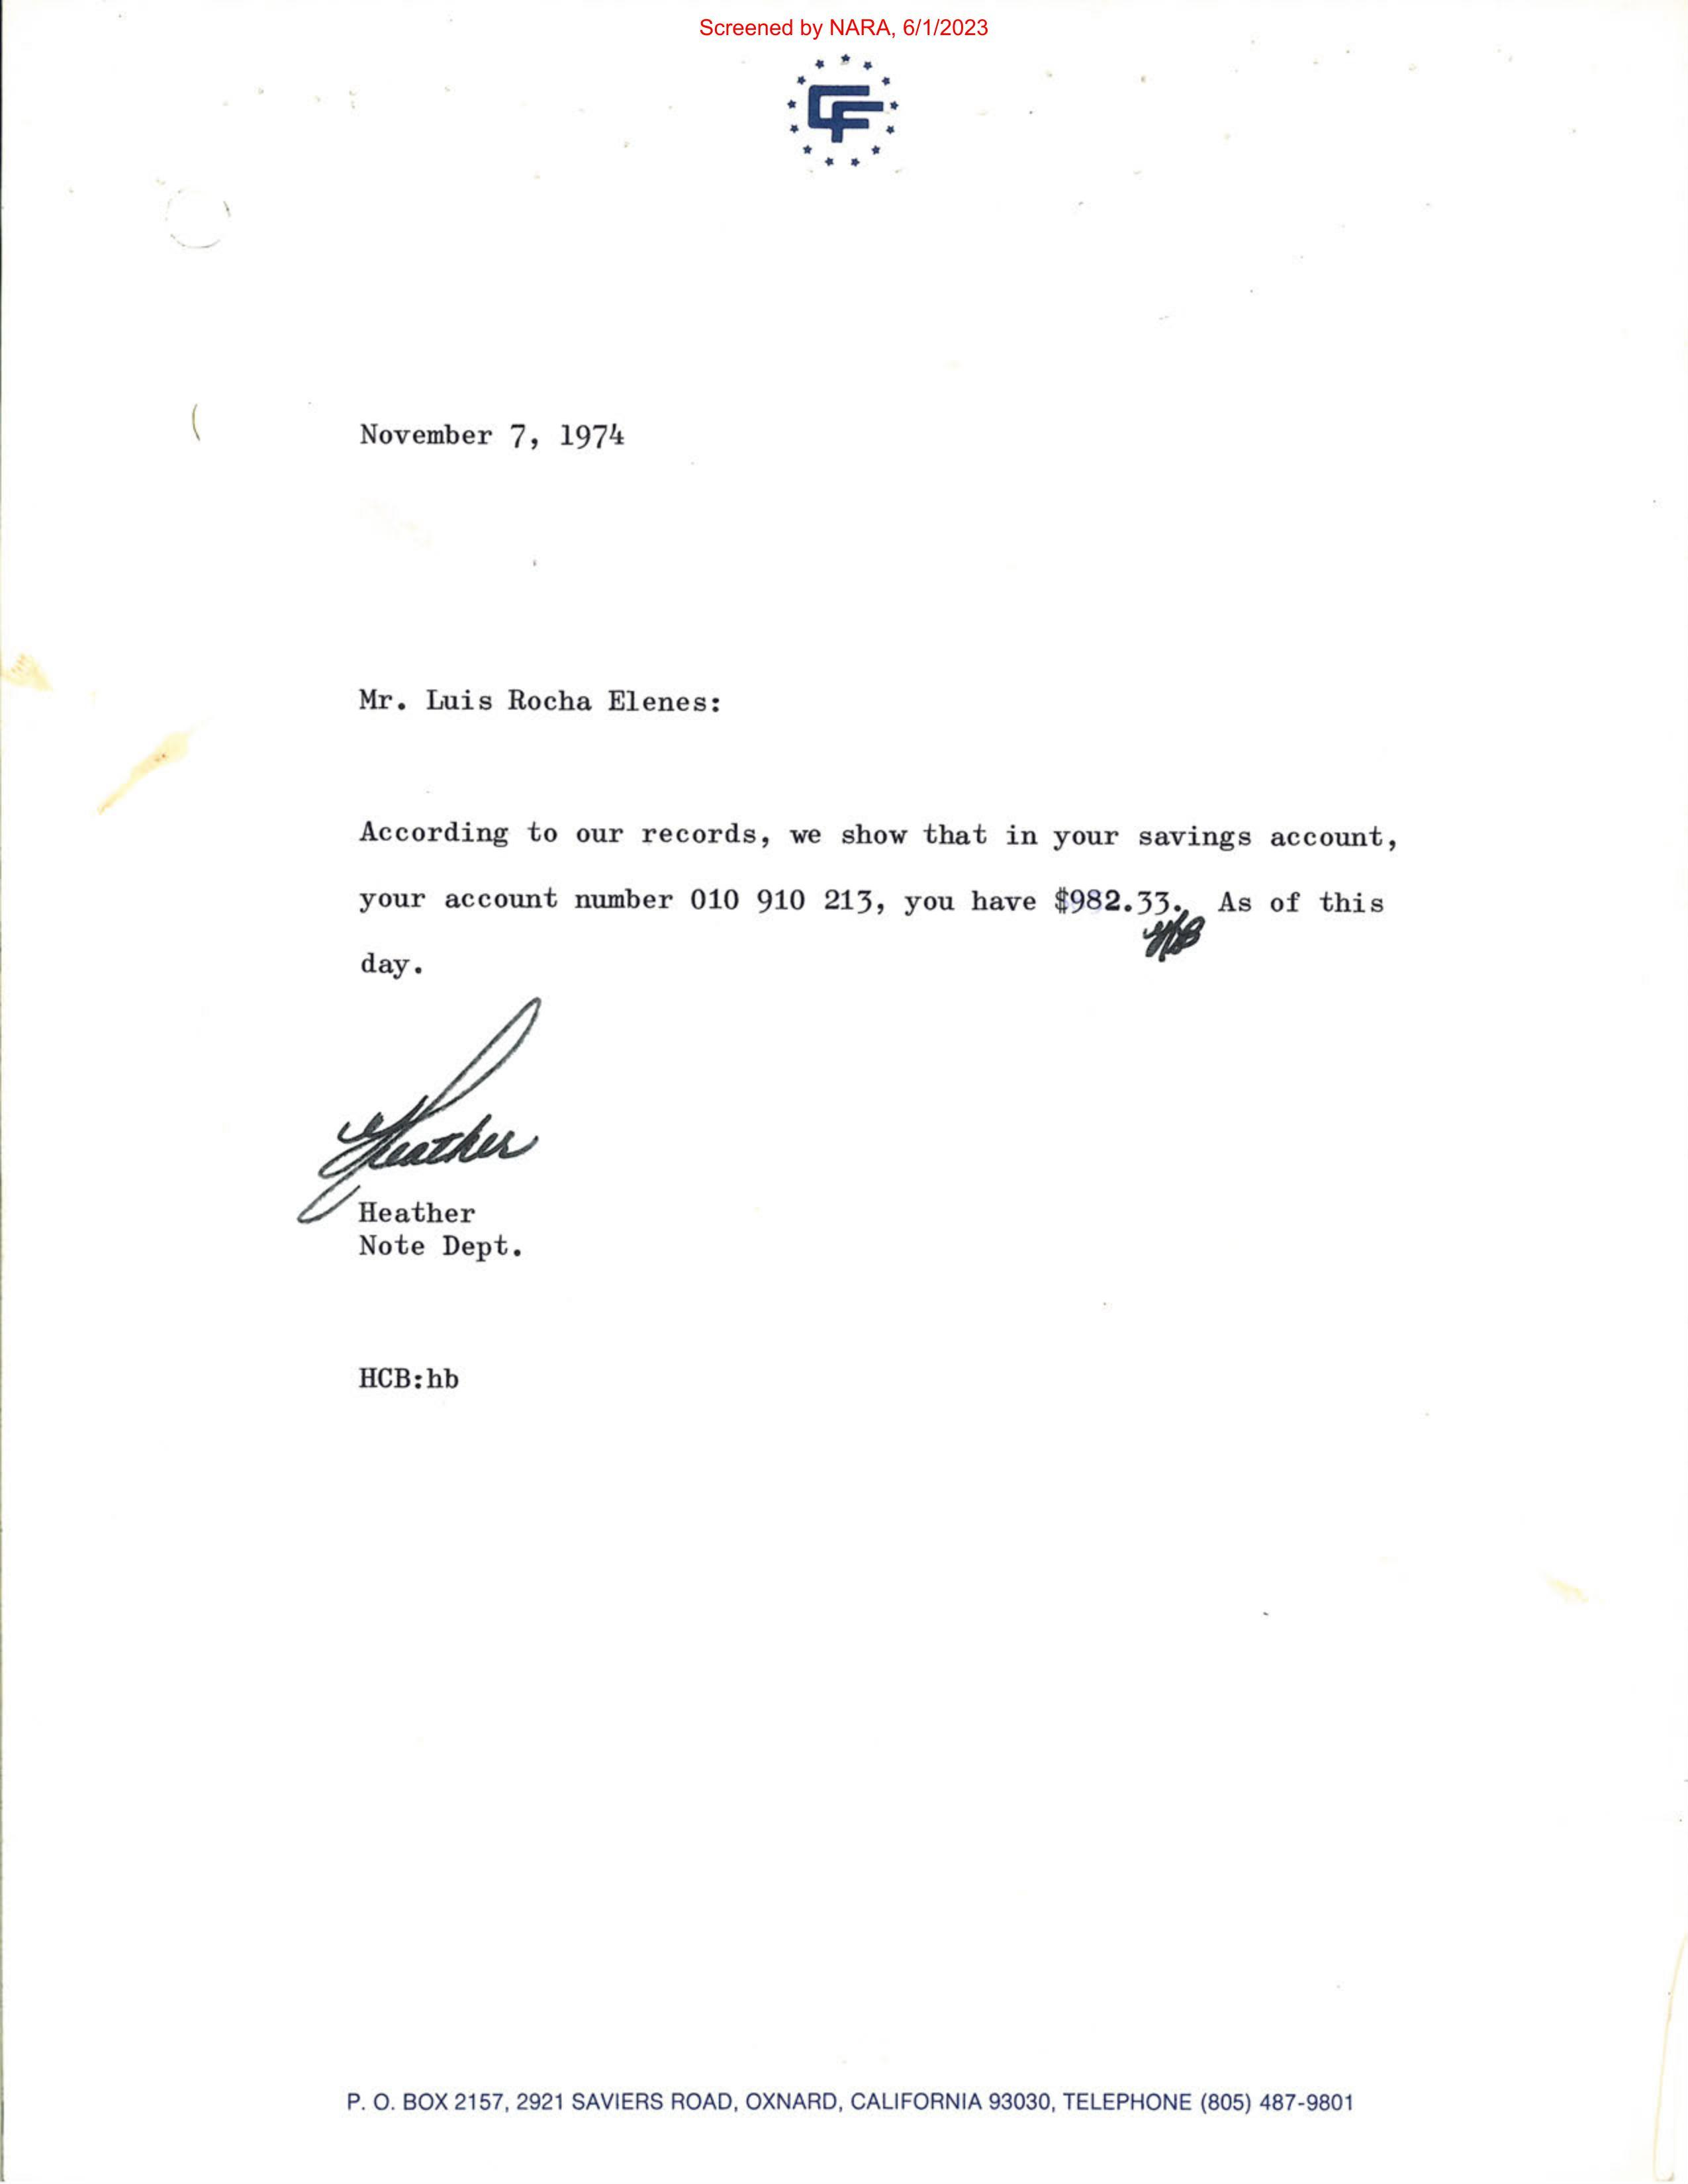 Screened by NARA, 6/1/2023
CF
November 7, 1974
Mr. Luis Rocha Elenes:
According to our records, we show that in your savings account,
your account number 010 910 213, you have $982.33. As of this
HB
day.
Heather
Heather
Note Dept.
HCB:hb
P. O. BOX 2157, 2921 SAVIERS ROAD, OXNARD, CALIFORNIA 93030, TELEPHONE (805) 487-9801